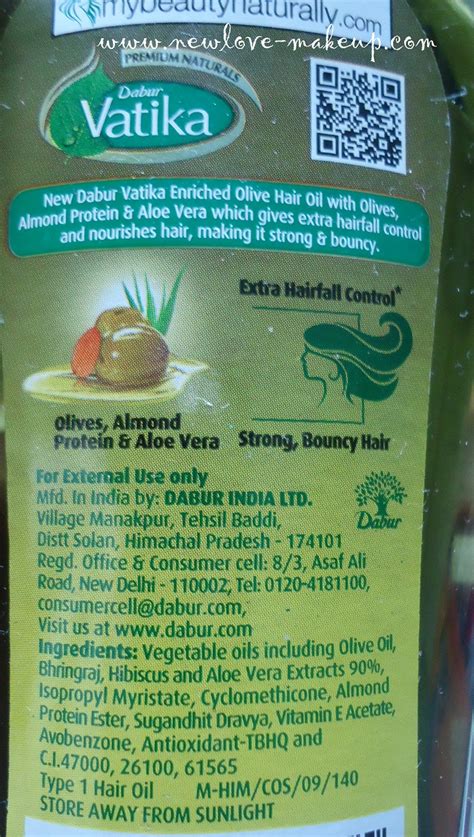 mybeautynaturally.com
www.newlove-makeup.com
PREMIUM NATURALS
Dabur
Vatika
New Dabur Vatika Enriched Olive Hair Oil with Olives,
Almond Protein & Aloe Vera which gives extra hairfall control
and nourishes hair, making it strong & bouncy.
Extra Hairfall Control*
Olives, Almond
Protein & Aloe Vera
Strong, Bouncy Hair
For External Use only
Mfd. In India by: DABUR INDIA LTD.
Village Manakpur, Tehsil Baddi,
Distt Solan, Himachal Pradesh - 174101
Dabur
Regd. Office & Consumer cell: 8/3, Asaf Ali
Road, New Delhi - 110002, Tel: 0120-4181100,
consumercell@dabur.com,
Visit us at www.dabur.com
Ingredients: Vegetable oils including Olive Oil,
Bhringraj, Hibiscus and Aloe Vera Extracts 90%,
Isopropyl Myristate, Cyclomethicone, Almond
Protein Ester, Sugandhit Dravya, Vitamin E Acetate,
Avobenzone, Antioxidant-TBHQ and
C.I.47000, 26100, 61565
Type 1 Hair Oil M-HIM/COS/09/140
STORE AWAY FROM SUNLIGHT